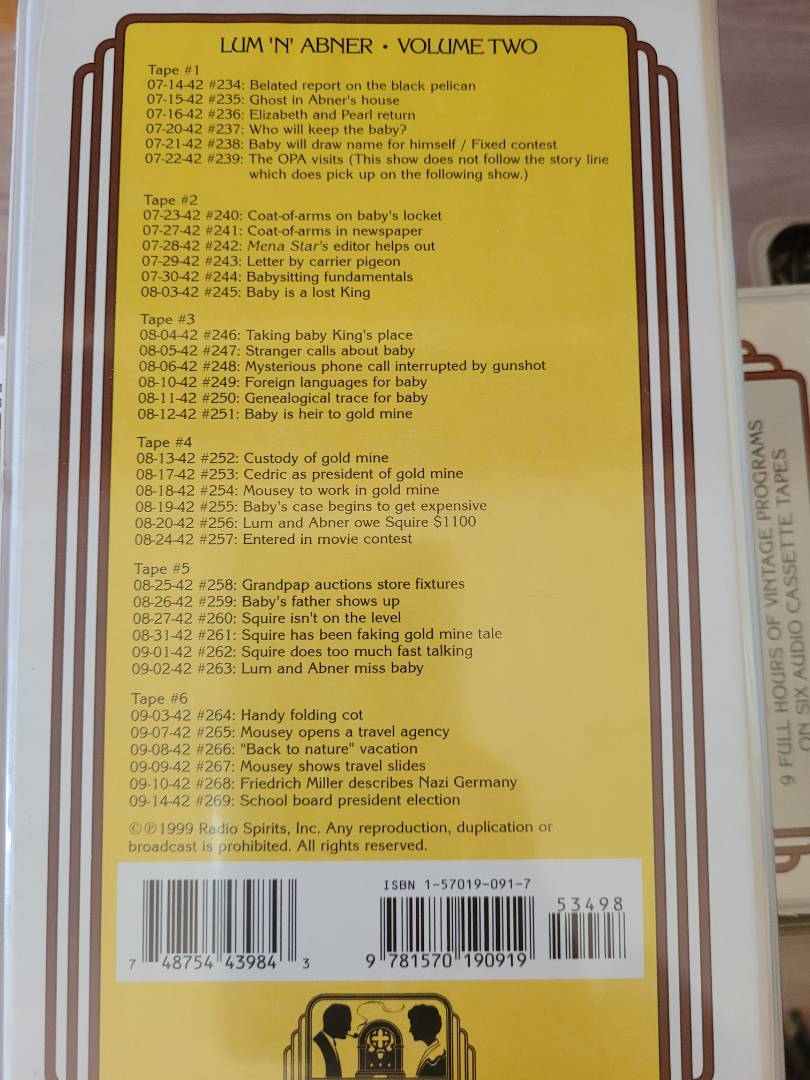 LUM 'N' ABNER • VOLUME TWO
Tape #1
07-14-42 #234: Belated report on the black pelican
07-15-42 #235: Ghost in Abner's house
07-16-42 #236: Elizabeth and Pearl return
07-20-42 #237: Who will keep the baby?
07-21-42 #238: Baby will draw name for himself / Fixed contest
07-22-42 #239: The OPA visits (This show does not follow the story line
which does pick up on the following show.)
Tape #2
07-23-42 #240: Coat-of-arms on baby's locket
07-27-42 #241: Coat-of-arms in newspaper
07-28-42 #242: Mena Star's editor helps out
07-29-42 #243: Letter by carrier pigeon
07-30-42 #244: Babysitting fundamentals
08-03-42 #245: Baby is a lost King
Tape #3
08-04-42 #246: Taking baby King's place
08-05-42 #247: Stranger calls about baby
08-06-42 #248: Mysterious phone call interrupted by gunshot
08-10-42 #249: Foreign languages for baby
08-11-42 #250: Genealogical trace for baby
08-12-42 #251: Baby is heir to gold mine
Tape #4
08-13-42 #252: Custody of gold mine
08-17-42 #253: Cedric as president of gold mine
08-18-42 #254: Mousey to work in gold mine
08-19-42 #255: Baby's case begins to get expensive
08-20-42 #256: Lum and Abner owe Squire $1100
08-24-42 #257: Entered in movie contest
Tape #5
08-25-42 #258: Grandpap auctions store fixtures
08-26-42 #259: Baby's father shows up
08-27-42 #260: Squire isn't on the level
08-31-42 #261: Squire has been faking gold mine tale
09-01-42 #262: Squire does too much fast talking
09-02-42 #263: Lum and Abner miss baby
Tape #6
09-03-42 #264: Handy folding cot
09-07-42 #265: Mousey opens a travel agency
09-08-42 #266: "Back to nature" vacation
09-09-42 #267: Mousey shows travel slides
09-10-42 #268: Friedrich Miller describes Nazi Germany
09-14-42 #269: School board president election
©℗1999 Radio Spirits, Inc. Any reproduction, duplication or
broadcast is prohibited. All rights reserved.
ISBN 1-57019-091-7
53498
7 48754 43984 3
9 781570 190919
9 FULL HOURS OF VINTAGE PROGRAMS
ON SIX AUDIO CASSETTE TAPES